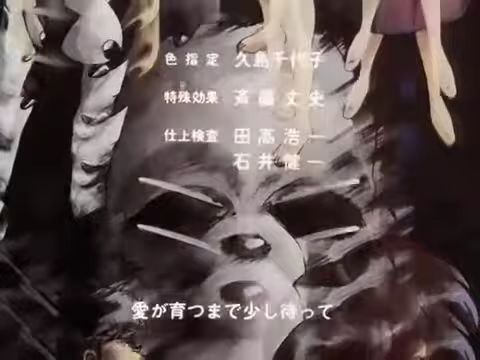 色指定 久島千代子
特殊効果 斉藤文史
仕上検査 田高浩一
石井健一
愛が育つまで少し待って